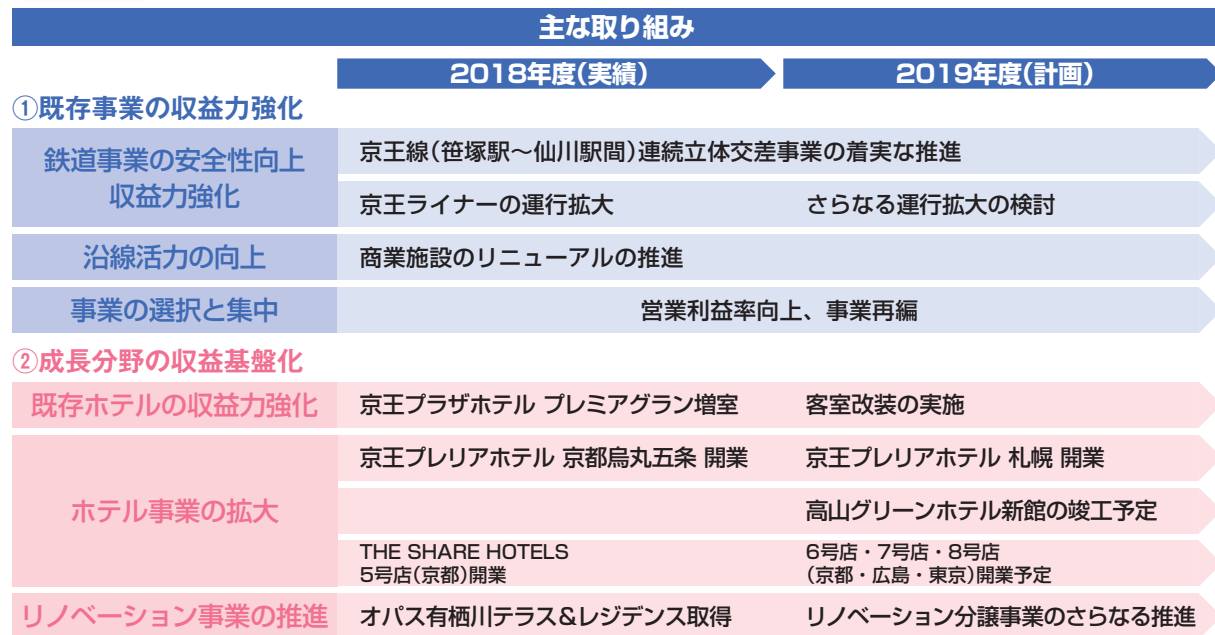 主な取り組み
2018年度(実績)
2019年度(計画)
①既存事業の収益力強化
鉄道事業の安全性向上
収益力強化
京王線(笹塚駅〜仙川駅間)連続立体交差事業の着実な推進
京王ライナーの運行拡大
さらなる運行拡大の検討
沿線活力の向上
商業施設のリニューアルの推進
事業の選択と集中
営業利益率向上、事業再編
②成長分野の収益基盤化
既存ホテルの収益力強化
京王プラザホテル プレミアグラン増室
客室改装の実施
ホテル事業の拡大
京王プレリアホテル 京都烏丸五条 開業
京王プレリアホテル 札幌 開業
高山グリーンホテル新館の竣工予定
THE SHARE HOTELS
5号店(京都)開業
6号店・7号店・8号店
(京都・広島・東京)開業予定
リノベーション事業の推進
オパス有栖川テラス&レジデンス取得
リノベーション分譲事業のさらなる推進